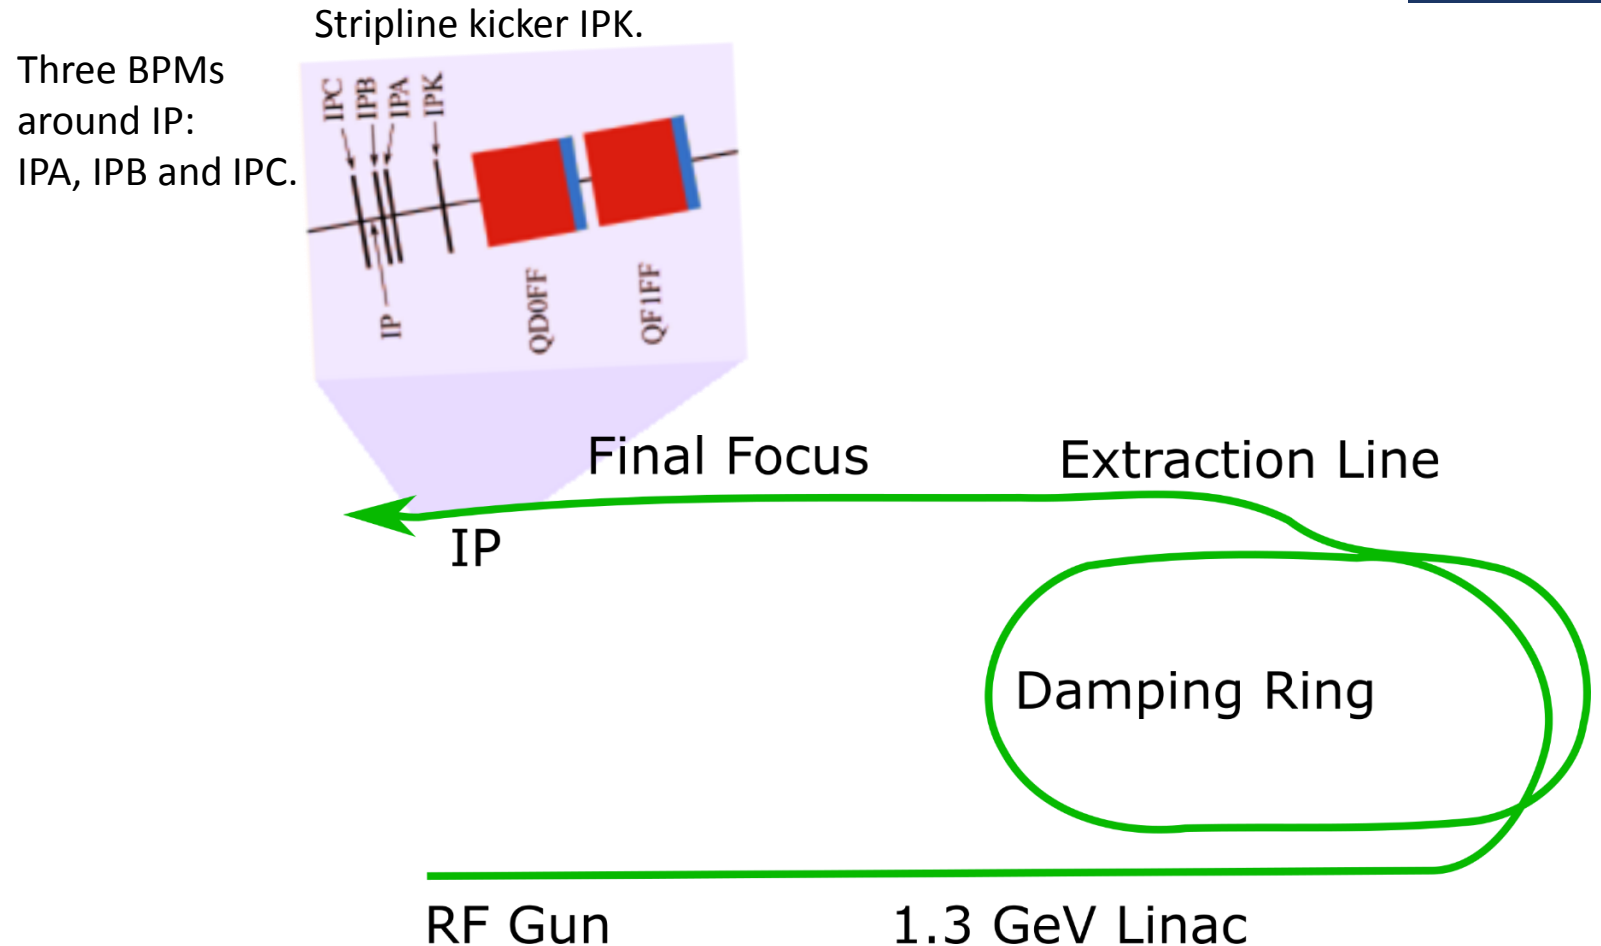 Stripline kicker IPK.
Three BPMs
around IP:
IPA, IPB and IPC.
IPC
IPB
IPA
IPK
IP
QD0FF
QF1FF
Final Focus
Extraction Line
IP
Damping Ring
RF Gun
1.3 GeV Linac